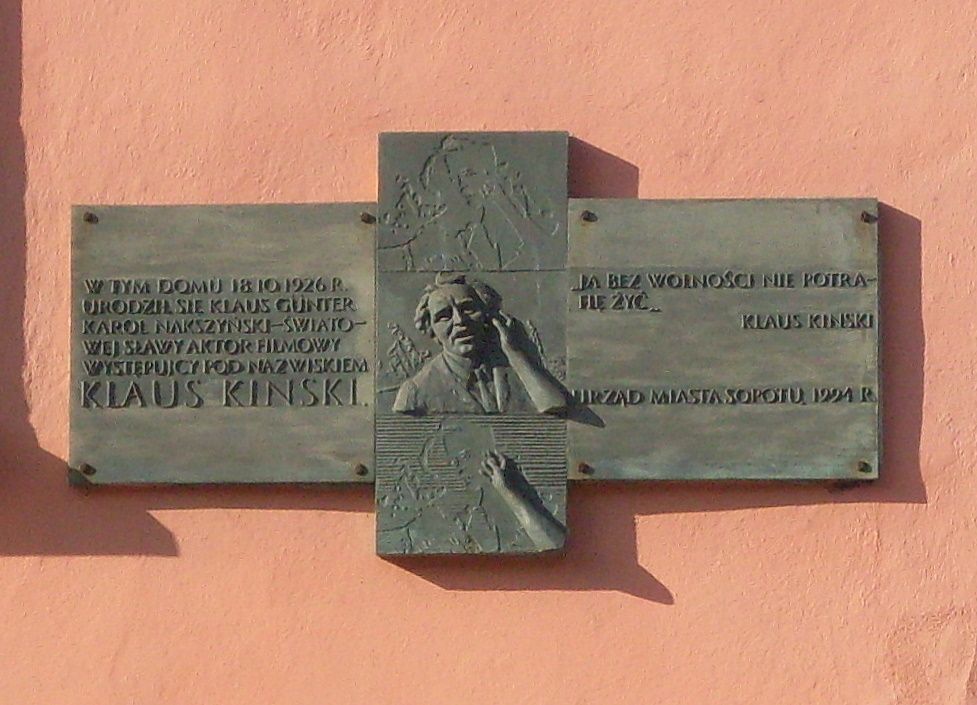 W TYM DOMU 18.10.1926 R.
URODZIŁ SIĘ KLAUS GÜNTER
KAROL NAKSZYŃSKI-ŚWIATO-
WEJ SŁAWY AKTOR FILMOWY
WYSTĘPUJCY POD NAZWISKIEM
KLAUS KINSKI.
„JA BEZ WOLNOŚCI NIE POTRA-
FIĘ ŻYĆ"
KLAUS KINSKI
URZĄD MIASTA SOPOTU, 1994 R.